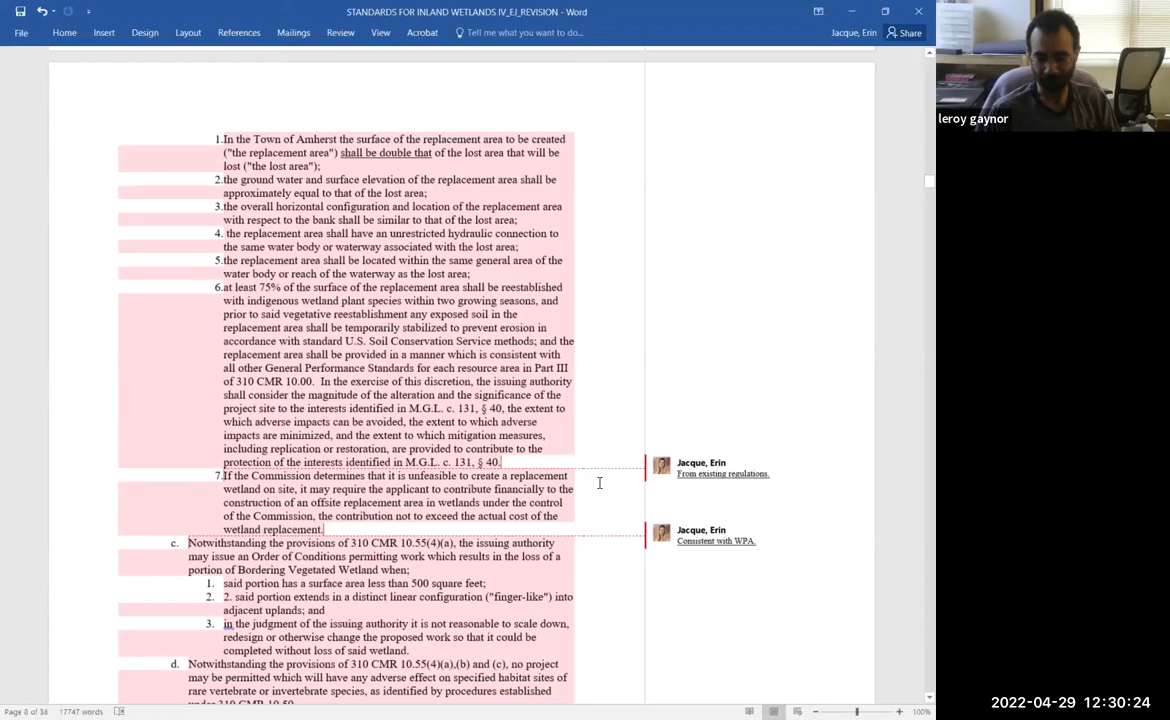 STANDARDS FOR INLAND WETLANDS IV_EJ_REVISION - Word
File Home Insert Design Layout References Mailings Review View Acrobat Tell me what you want to do... Jacque, Erin Share
leroy gaynor
1. In the Town of Amherst the surface of the replacement area to be created
("the replacement area") shall be double that of the lost area that will be
lost ("the lost area");
2. the ground water and surface elevation of the replacement area shall be
approximately equal to that of the lost area;
3. the overall horizontal configuration and location of the replacement area
with respect to the bank shall be similar to that of the lost area;
4. the replacement area shall have an unrestricted hydraulic connection to
the same water body or waterway associated with the lost area;
5. the replacement area shall be located within the same general area of the
water body or reach of the waterway as the lost area;
6. at least 75% of the surface of the replacement area shall be reestablished
with indigenous wetland plant species within two growing seasons, and
prior to said vegetative reestablishment any exposed soil in the
replacement area shall be temporarily stabilized to prevent erosion in
accordance with standard U.S. Soil Conservation Service methods; and the
replacement area shall be provided in a manner which is consistent with
all other General Performance Standards for each resource area in Part III
of 310 CMR 10.00.  In the exercise of this discretion, the issuing authority
shall consider the magnitude of the alteration and the significance of the
project site to the interests identified in M.G.L. c. 131, § 40, the extent to
which adverse impacts can be avoided, the extent to which adverse
impacts are minimized, and the extent to which mitigation measures,
including replication or restoration, are provided to contribute to the
protection of the interests identified in M.G.L. c. 131, § 40.
7. If the Commission determines that it is unfeasible to create a replacement
wetland on site, it may require the applicant to contribute financially to the
construction of an offsite replacement area in wetlands under the control
of the Commission, the contribution not to exceed the actual cost of the
wetland replacement.
c. Notwithstanding the provisions of 310 CMR 10.55(4)(a), the issuing authority
may issue an Order of Conditions permitting work which results in the loss of a
portion of Bordering Vegetated Wetland when;
1. said portion has a surface area less than 500 square feet;
2. 2. said portion extends in a distinct linear configuration ("finger-like") into
adjacent uplands; and
3. in the judgment of the issuing authority it is not reasonable to scale down,
redesign or otherwise change the proposed work so that it could be
completed without loss of said wetland.
d. Notwithstanding the provisions of 310 CMR 10.55(4)(a),(b) and (c), no project
may be permitted which will have any adverse effect on specified habitat sites of
rare vertebrate or invertebrate species, as identified by procedures established
under 310 CMR 10.59
Jacque, Erin
From existing regulations.
Jacque, Erin
Consistent with WPA.
Page 8 of 38 17747 words 100%
2022-04-29 12:30:24